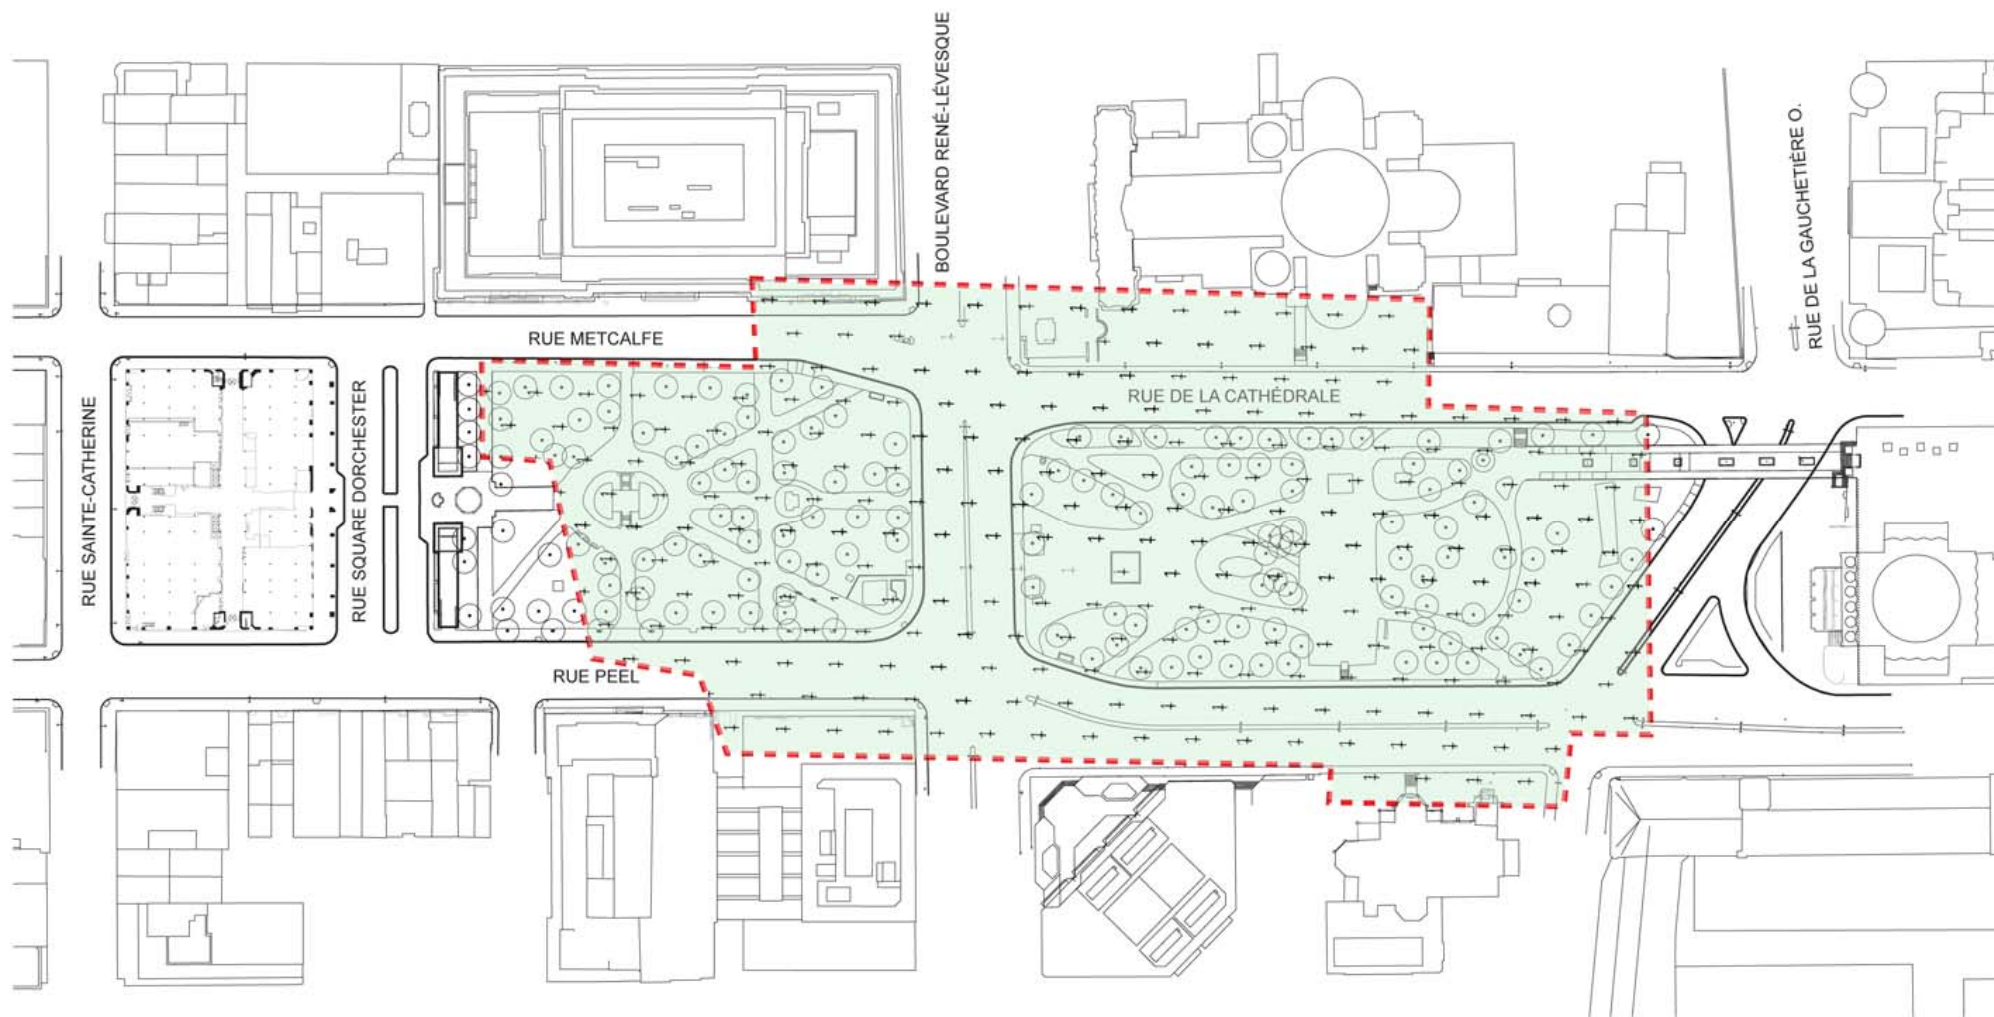 BOULEVARD RENÉ-LÉVESQUE
RUE DE LA GAUCHETIÈRE O.
RUE METCALFE
RUE DE LA CATHÉDRALE
RUE SAINTE-CATHERINE
RUE SQUARE DORCHESTER
RUE PEEL